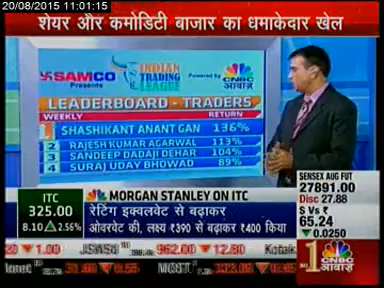 20/08/2015 11:01:15
शेयर और कमोडिटी बाजार का धमाकेदार खेल
SAMCO
Presents
INDIAN
TRADING
LEAGUE
Powered by
CNBC
आवाज़
LEADERBOARD - TRADERS
WEEKLY RETURN
1 SHASHIKANT ANANT GAN 136%
2 RAJESH KUMAR AGARWAL 113%
3 SANDEEP DADAJI DEHAR 104%
4 SURAJ UDAY BHOWAD 89%
SENSEX AUG FUT
27891.00
Disc 27.88
$ Vs ₹
65.24
▼0.0250
ITC
325.00
8.10 ▲ 2.56%
MORGAN STANLEY ON ITC
रेटिंग इक्वलवेट से बढ़ाकर
ओवरवेट की, लक्ष्य ₹390 से बढ़ाकर ₹400 किया
20 ▼ 1.00 962.00 ▼ 12.80 Kotak
No 1 CNBC
आवाज़